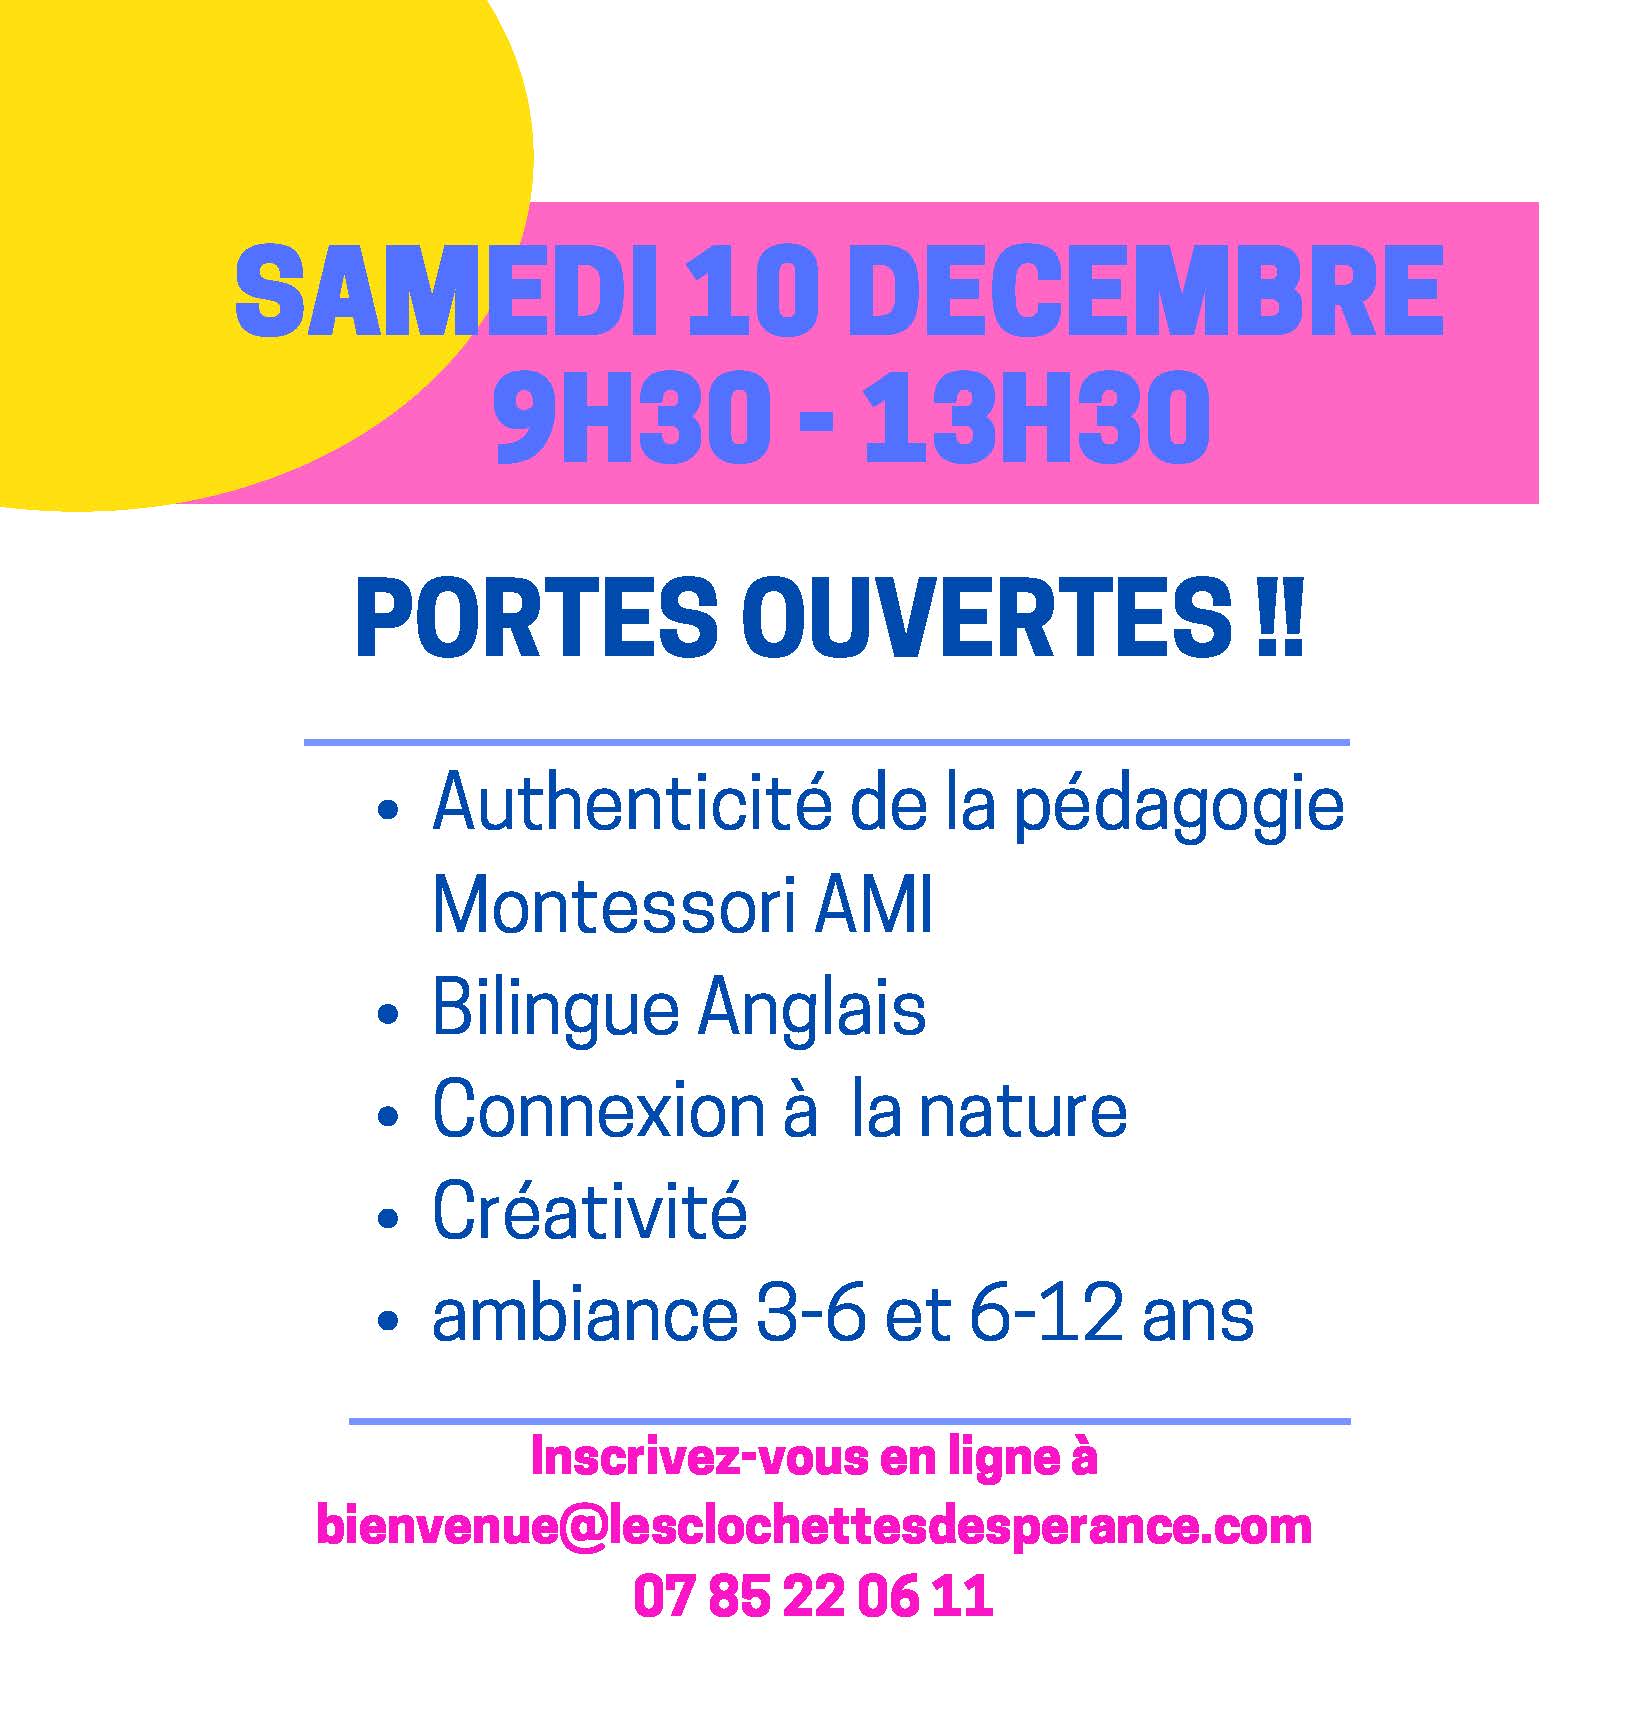 SAMEDI 10 DECEMBRE
9H30 - 13H30
PORTES OUVERTES !!
• Authenticité de la pédagogie
Montessori AMI
• Bilingue Anglais
• Connexion à la nature
• Créativité
• ambiance 3-6 et 6-12 ans
Inscrivez-vous en ligne à
bienvenue@lesclochettesdesperance.com
07 85 22 06 11